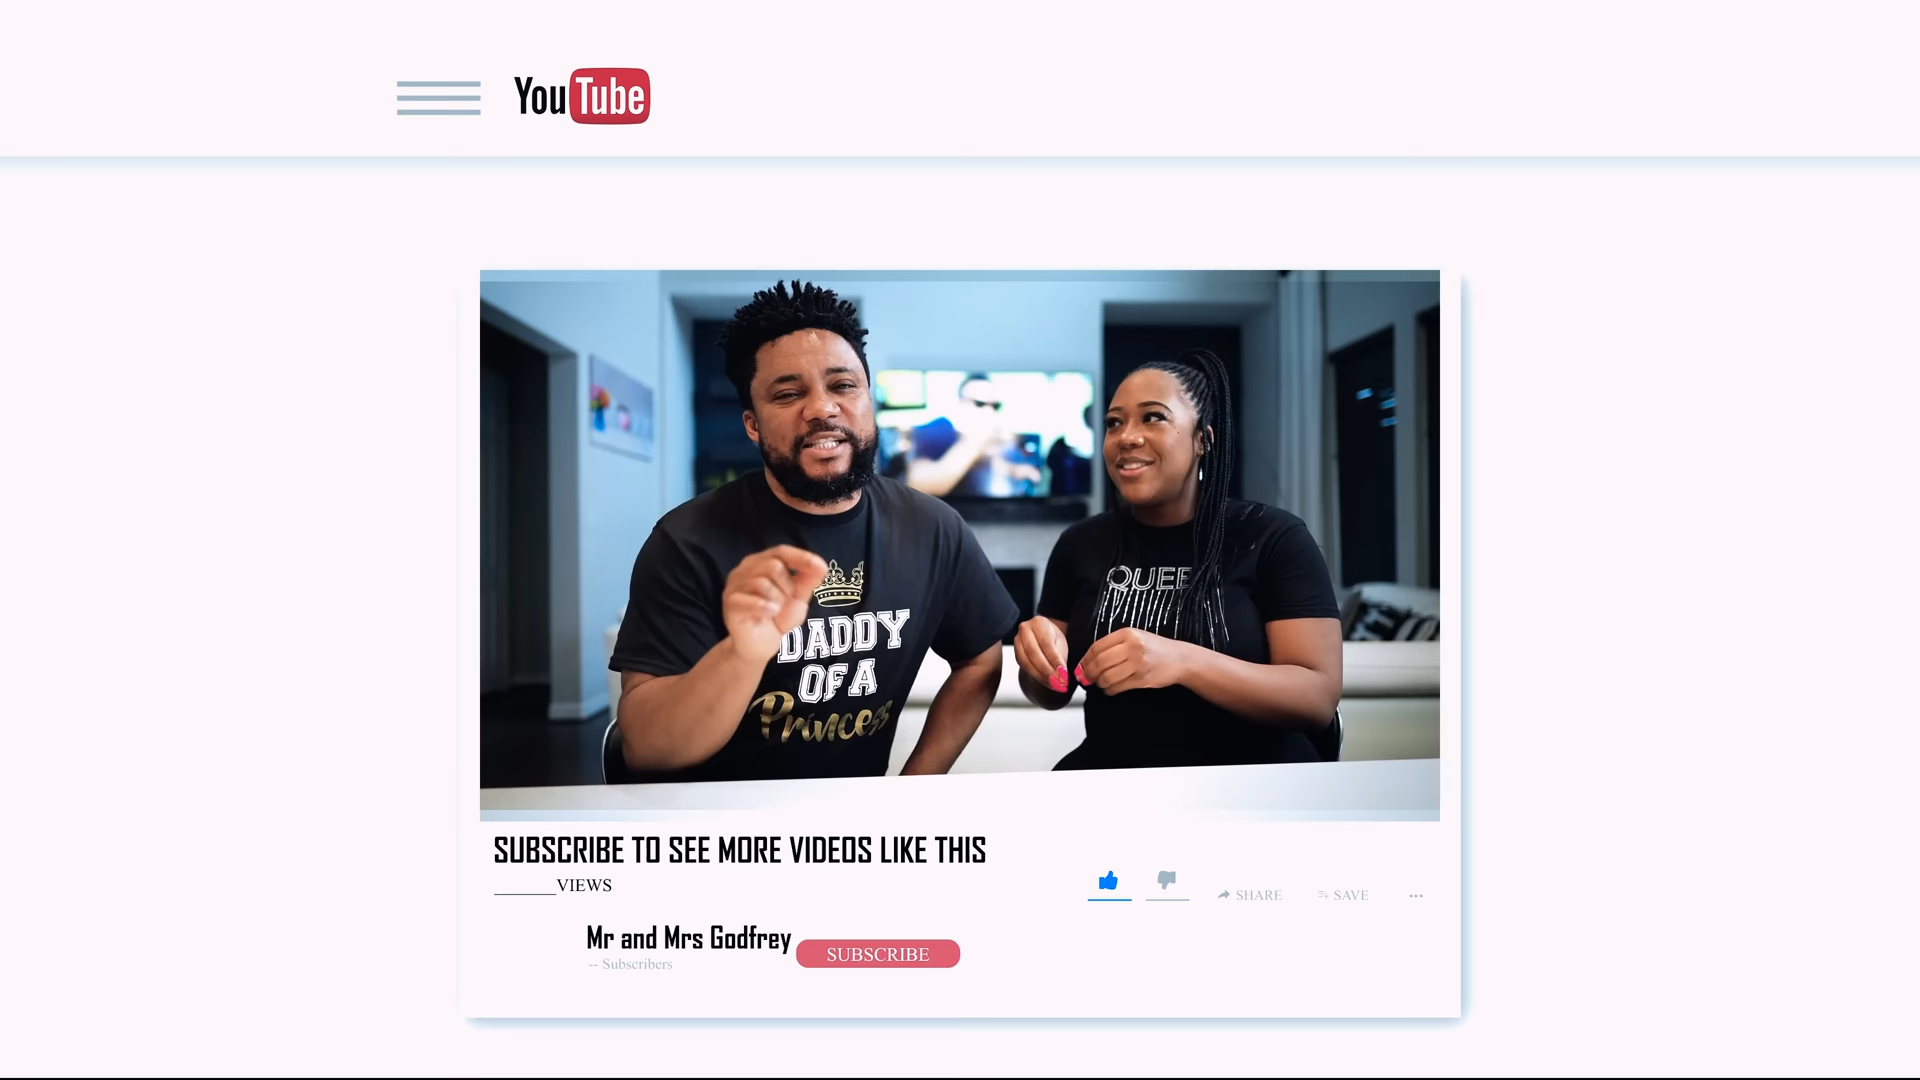 YouTube
QUEE
DADDY
OF A
Princess
SUBSCRIBE TO SEE MORE VIDEOS LIKE THIS
_______VIEWS
SHARE
SAVE
Mr and Mrs Godfrey
SUBSCRIBE
-- Subscribers